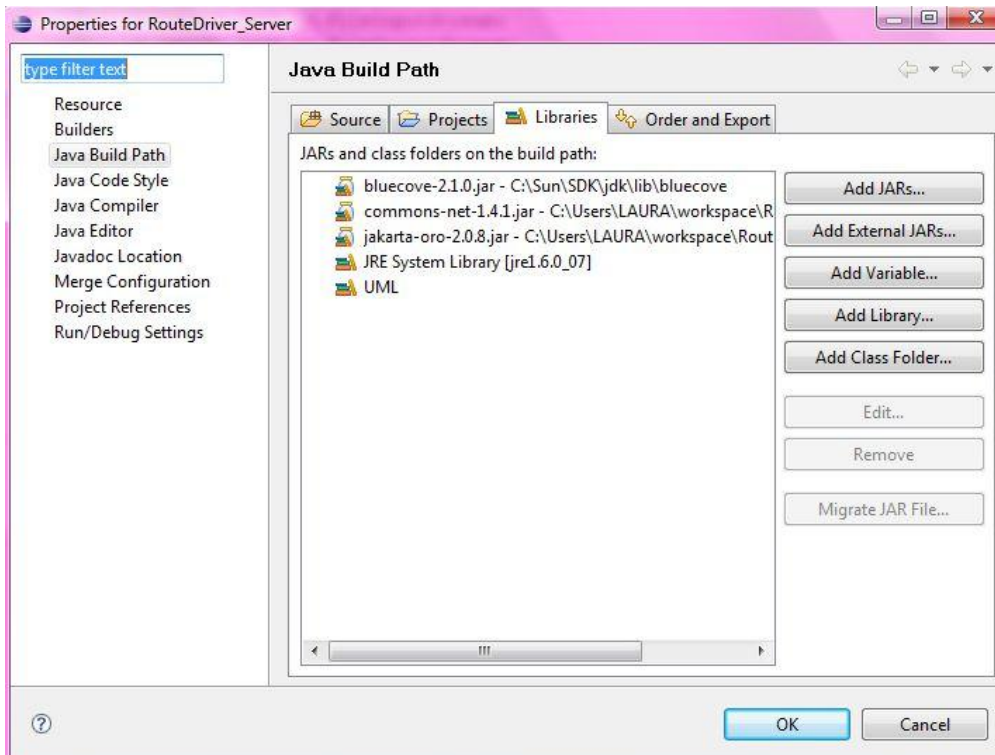 Properties for RouteDriver_Server
type filter text
Resource
Builders
Java Build Path
Java Code Style
Java Compiler
Java Editor
Javadoc Location
Merge Configuration
Project References
Run/Debug Settings
Java Build Path
Source
Projects
Libraries
Order and Export
JARs and class folders on the build path:
bluecove-2.1.0.jar - C:\Sun\SDK\jdk\lib\bluecove
commons-net-1.4.1.jar - C:\Users\LAURA\workspace\R
jakarta-oro-2.0.8.jar - C:\Users\LAURA\workspace\Rout
JRE System Library [jre1.6.0_07]
UML
Add JARs...
Add External JARs...
Add Variable...
Add Library...
Add Class Folder...
Edit...
Remove
Migrate JAR File...
OK
Cancel